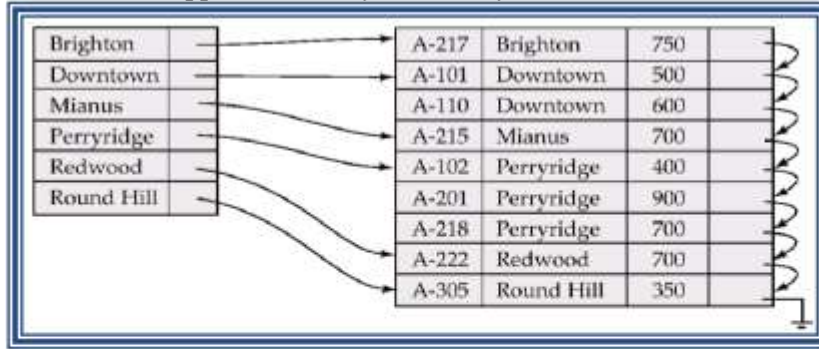 Brighton
Downtown
Mianus
Perryridge
Redwood
Round Hill
A-217 Brighton 750
A-101 Downtown 500
A-110 Downtown 600
A-215 Mianus 700
A-102 Perryridge 400
A-201 Perryridge 900
A-218 Perryridge 700
A-222 Redwood 700
A-305 Round Hill 350